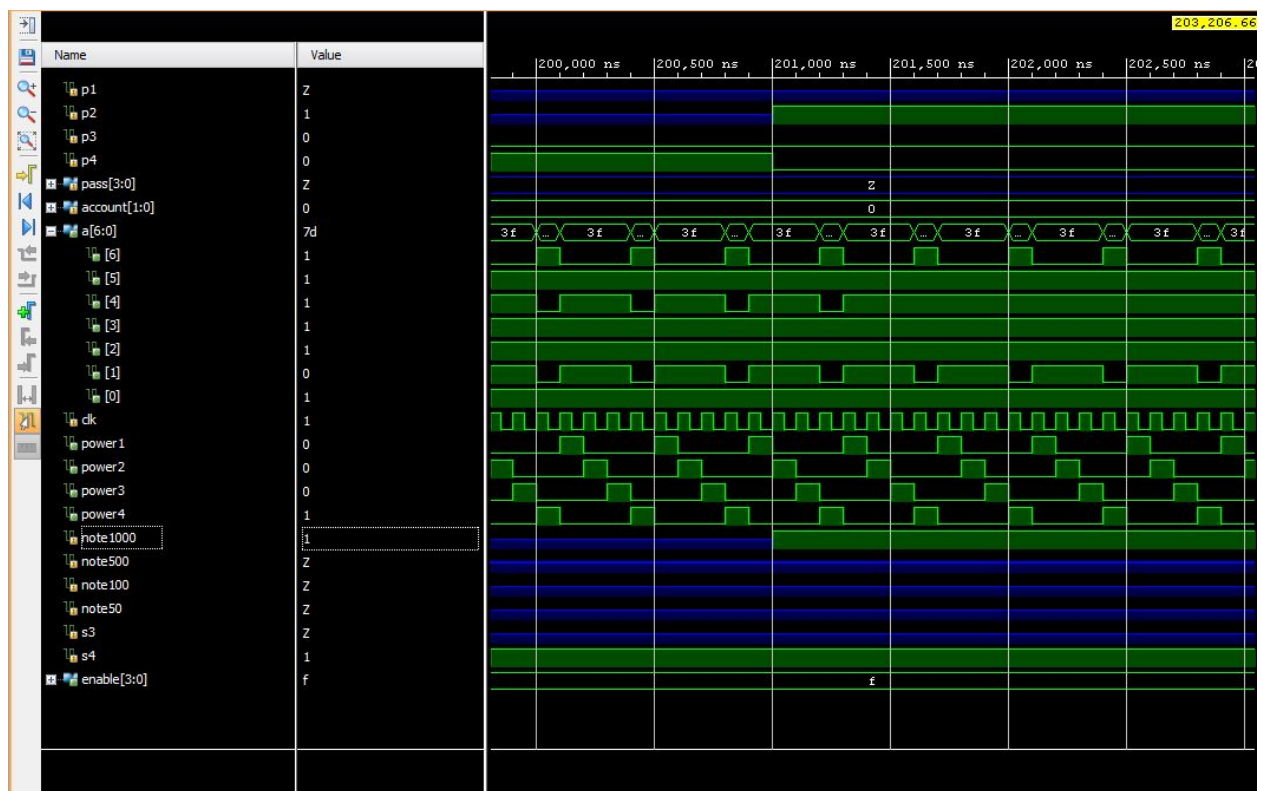 203,206.66
Name Value
200,000 ns 200,500 ns 201,000 ns 201,500 ns 202,000 ns 202,500 ns 2
p1 Z
p2 1
p3 0
p4 0
pass[3:0] Z Z
account[1:0] 0 0
a[6:0] 7d 3f ... 3f ... 3f ... 3f ... 3f ... 3f ... 3f ... 3f ... 3f
[6] 1
[5] 1
[4] 1
[3] 1
[2] 1
[1] 0
[0] 1
clk 1
power1 0
power2 0
power3 0
power4 1
note1000 1
note500 Z
note100 Z
note50 Z
s3 Z
s4 1
enable[3:0] f f